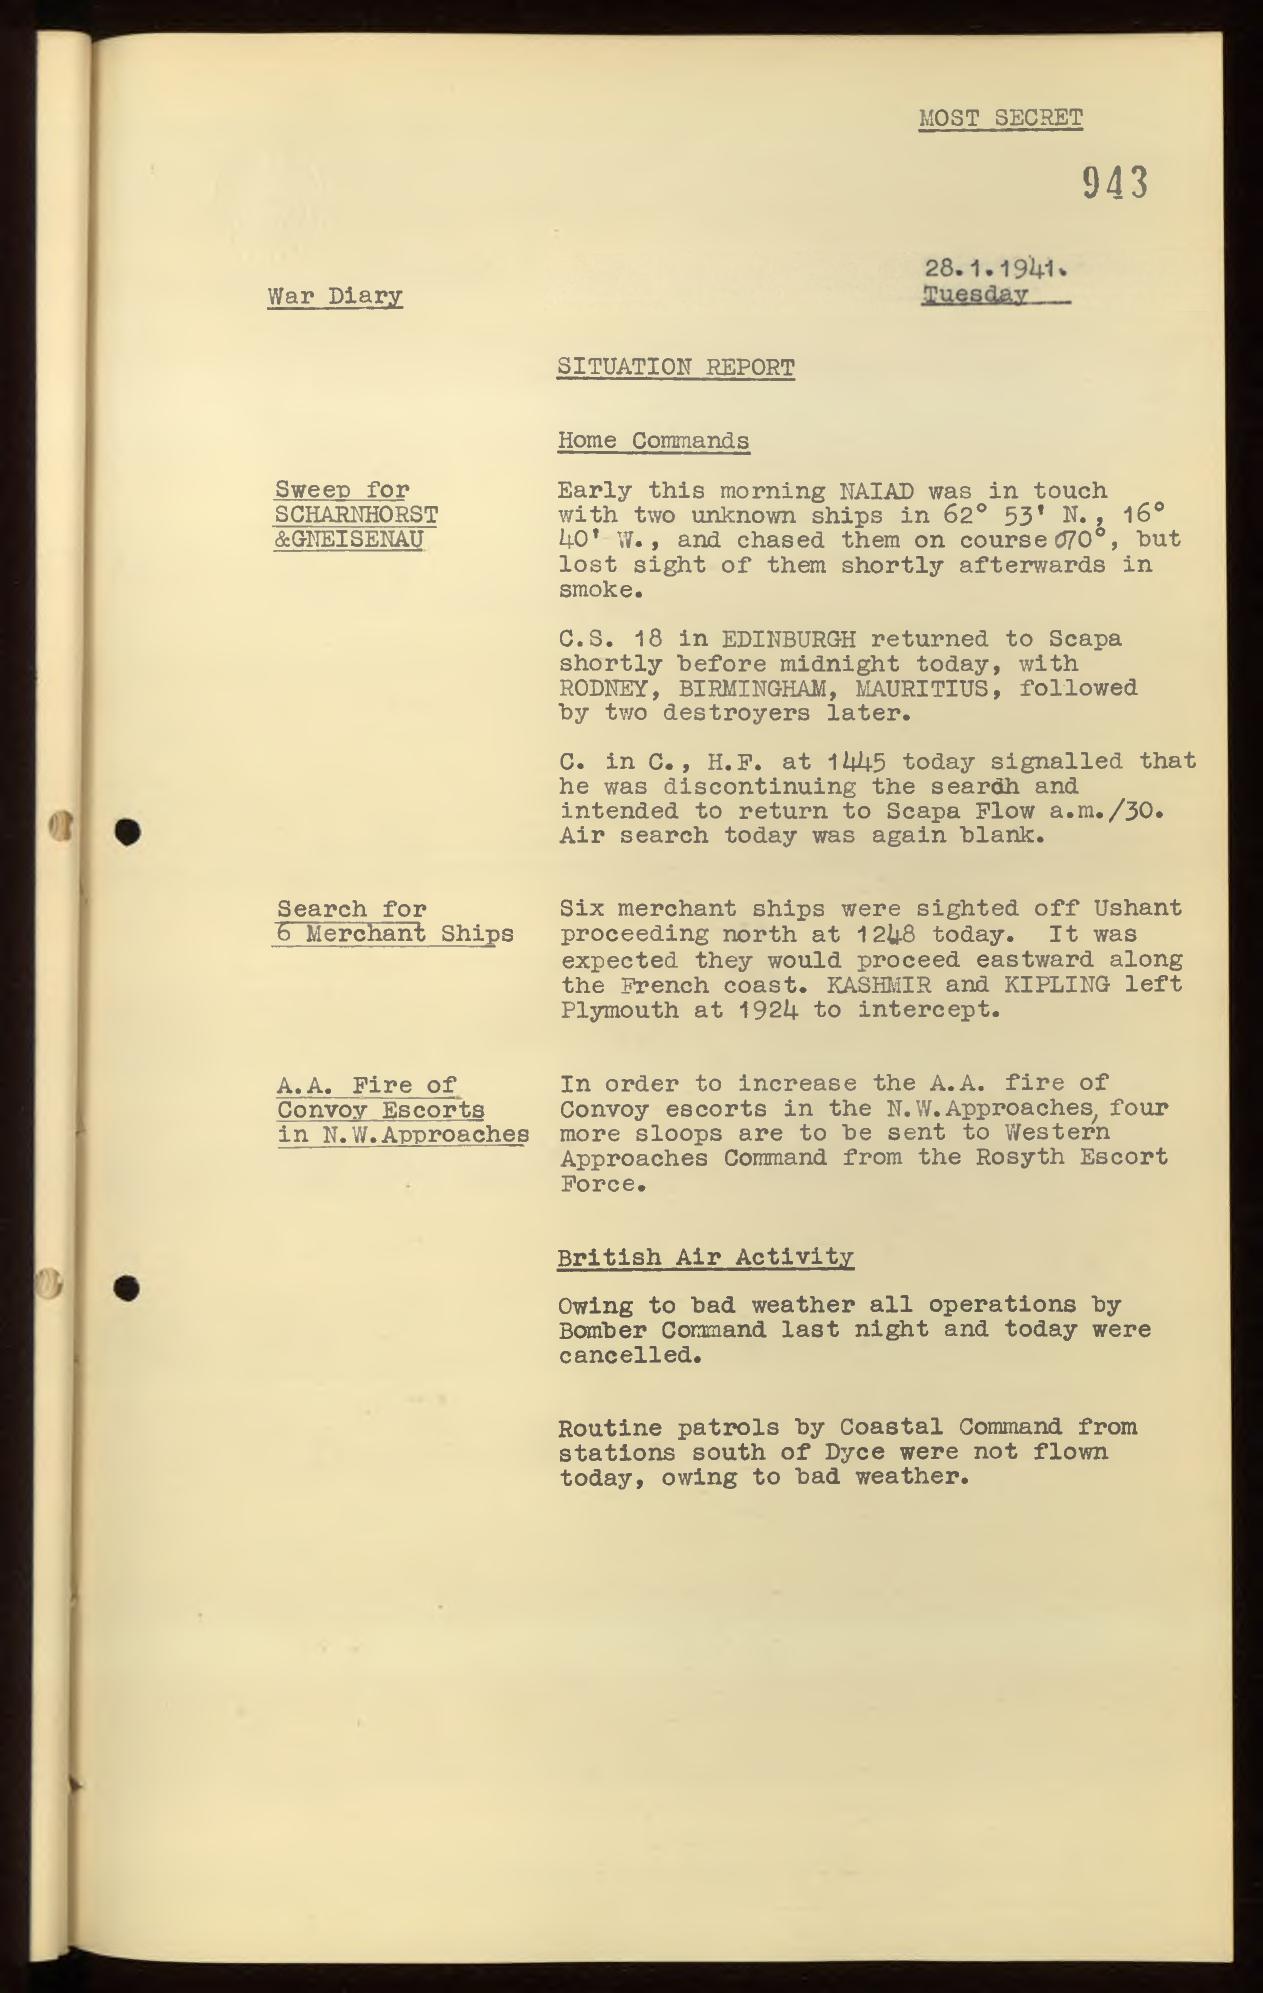 MOST SECRET
943
28.1.1941.
Tuesday
War Diary
SITUATION REPORT
Home Commands
Sweep for
SCHARNHORST
&GNEISENAU
Early this morning NAIAD was in touch
with two unknown ships in 62° 53' N., 16°
40' W., and chased them on course 070°, but
lost sight of them shortly afterwards in
smoke.
C.S. 18 in EDINBURGH returned to Scapa
shortly before midnight today, with
RODNEY, BIRMINGHAM, MAURITIUS, followed
by two destroyers later.
C. in C., H.F. at 1445 today signalled that
he was discontinuing the search and
intended to return to Scapa Flow a.m./30.
Air search today was again blank.
Search for
6 Merchant Ships
Six merchant ships were sighted off Ushant
proceeding north at 1248 today. It was
expected they would proceed eastward along
the French coast. KASHMIR and KIPLING left
Plymouth at 1924 to intercept.
A.A. Fire of
Convoy Escorts
in N.W.Approaches
In order to increase the A.A. fire of
Convoy escorts in the N.W.Approaches, four
more sloops are to be sent to Western
Approaches Command from the Rosyth Escort
Force.
British Air Activity
Owing to bad weather all operations by
Bomber Command last night and today were
cancelled.
Routine patrols by Coastal Command from
stations south of Dyce were not flown
today, owing to bad weather.